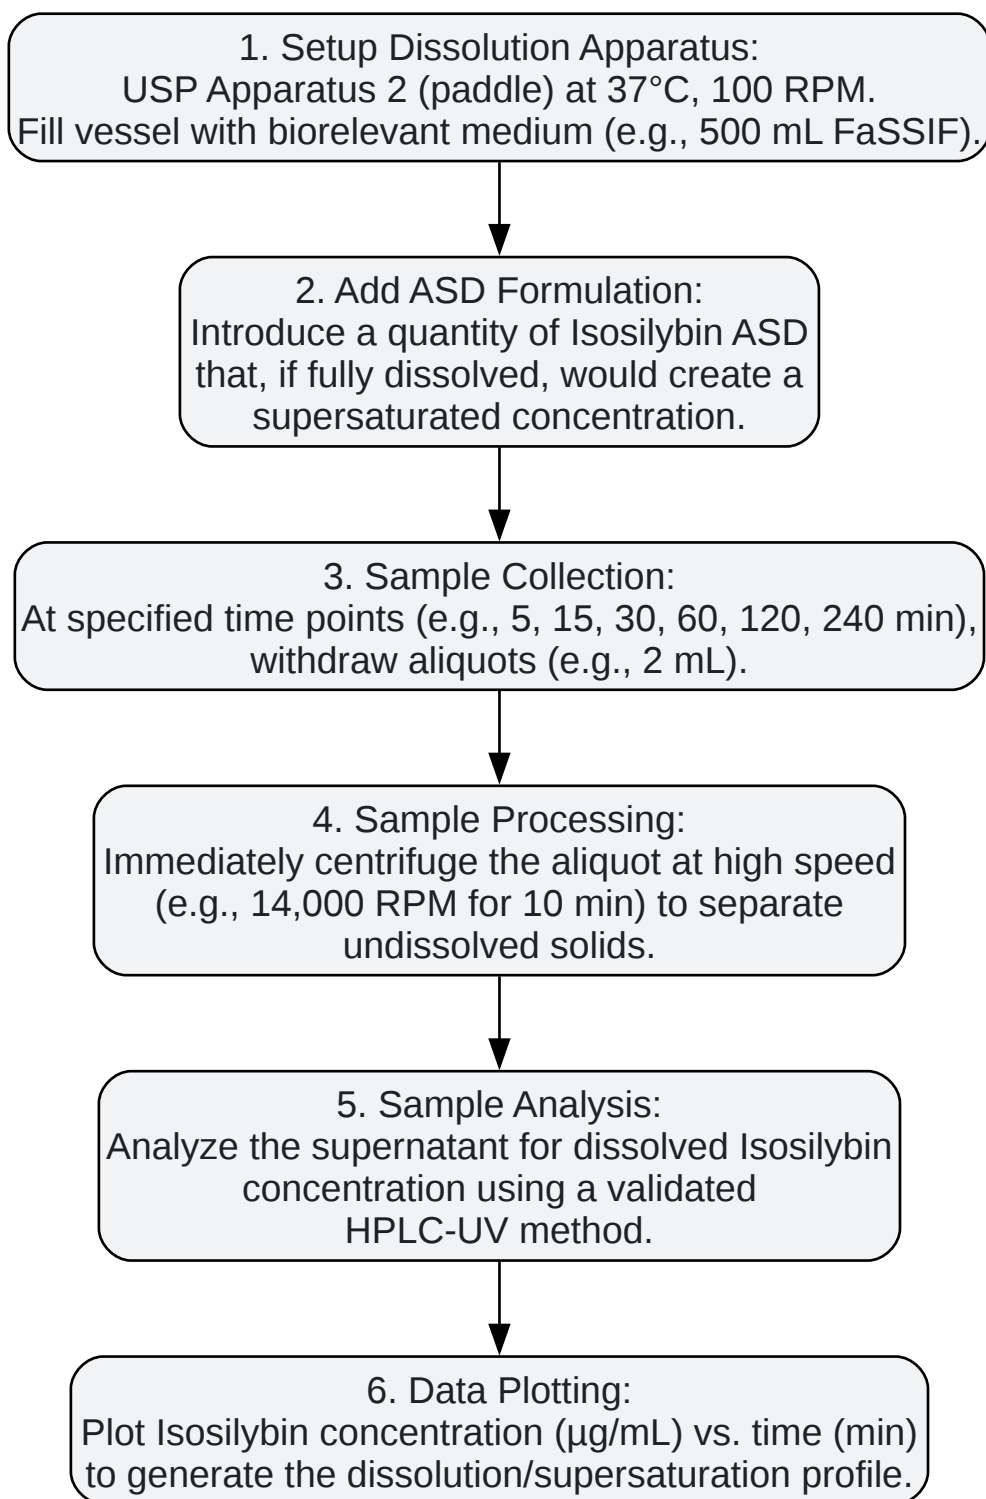 1. Setup Dissolution Apparatus:
USP Apparatus 2 (paddle) at 37°C, 100 RPM.
Fill vessel with biorelevant medium (e.g., 500 mL FaSSIF).
2. Add ASD Formulation:
Introduce a quantity of Isosilybin ASD
that, if fully dissolved, would create a
supersaturated concentration.
3. Sample Collection:
At specified time points (e.g., 5, 15, 30, 60, 120, 240 min),
withdraw aliquots (e.g., 2 mL).
4. Sample Processing:
Immediately centrifuge the aliquot at high speed
(e.g., 14,000 RPM for 10 min) to separate
undissolved solids.
5. Sample Analysis:
Analyze the supernatant for dissolved Isosilybin
concentration using a validated
HPLC-UV method.
6. Data Plotting:
Plot Isosilybin concentration (µg/mL) vs. time (min)
to generate the dissolution/supersaturation profile.